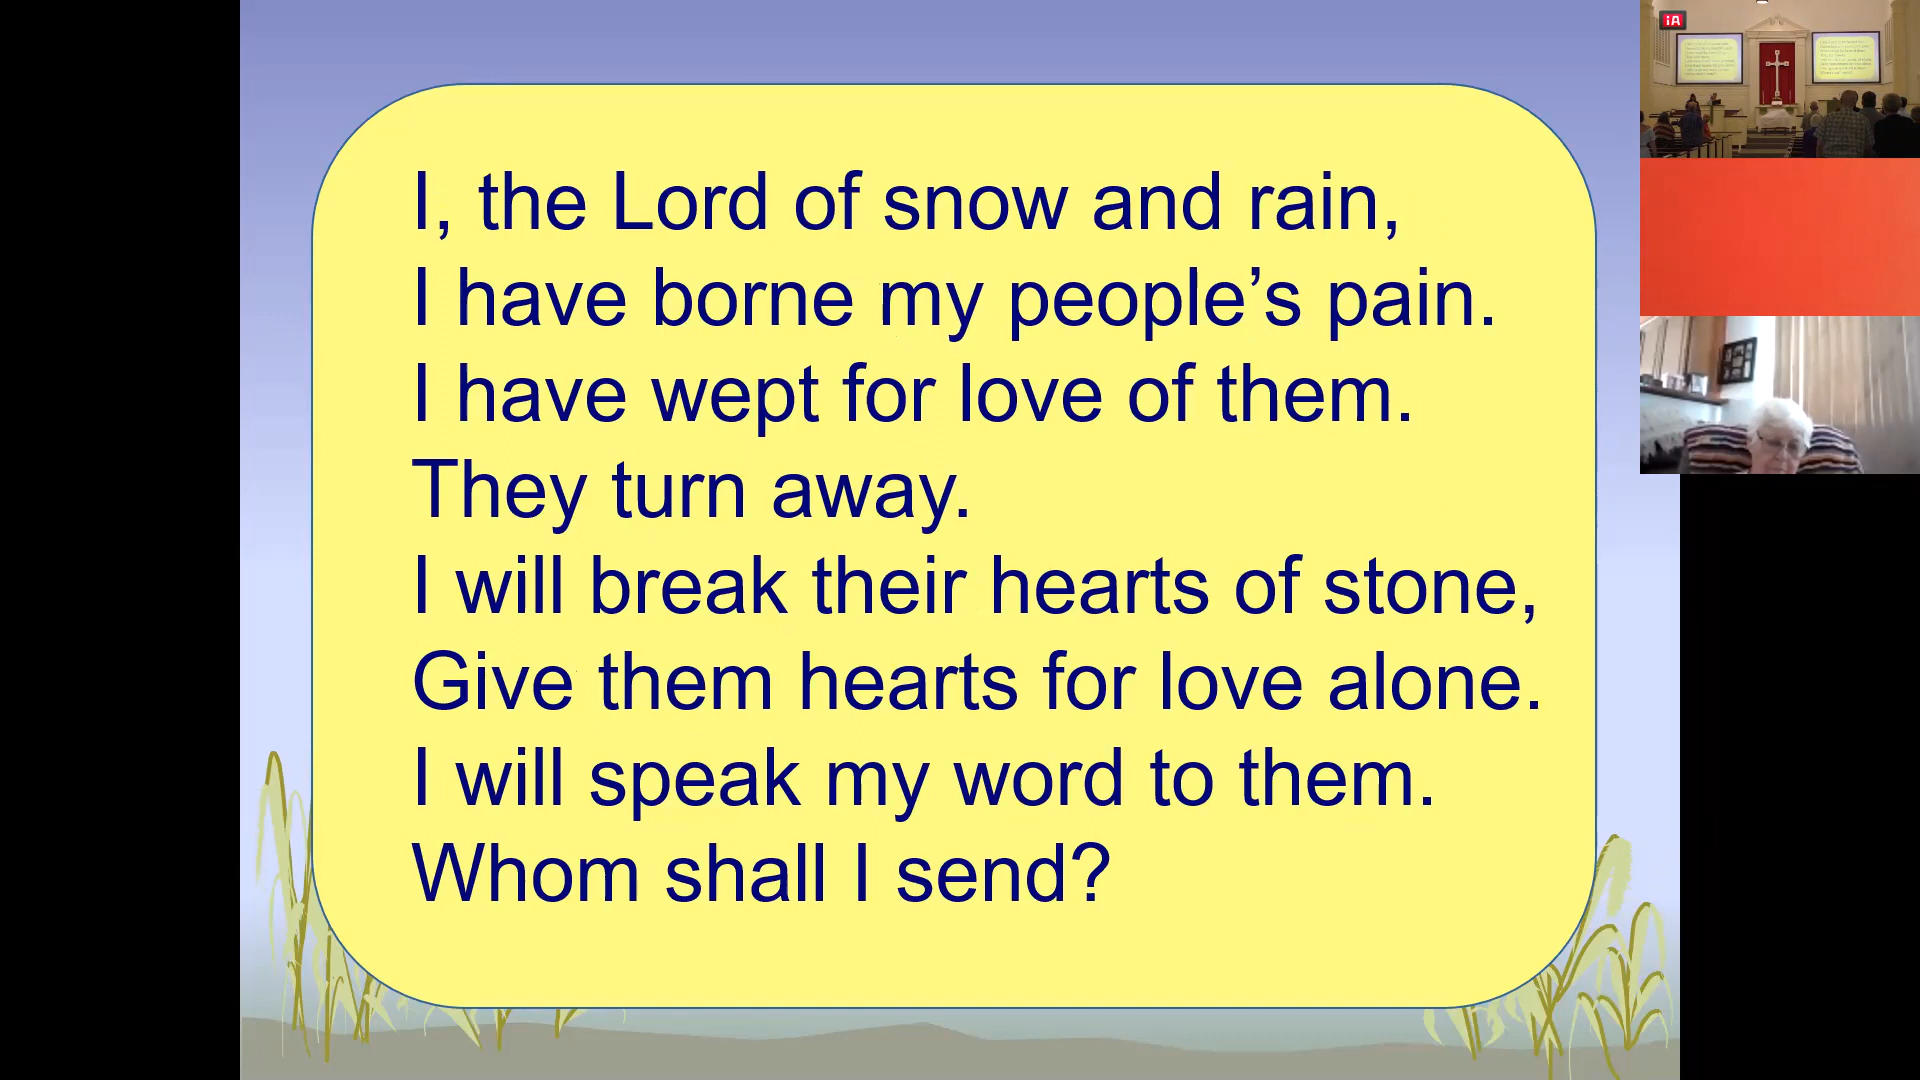 I, the Lord of snow and rain,
I have borne my people’s pain.
I have wept for love of them.
They turn away.
I will break their hearts of stone,
Give them hearts for love alone.
I will speak my word to them.
Whom shall I send?
iA